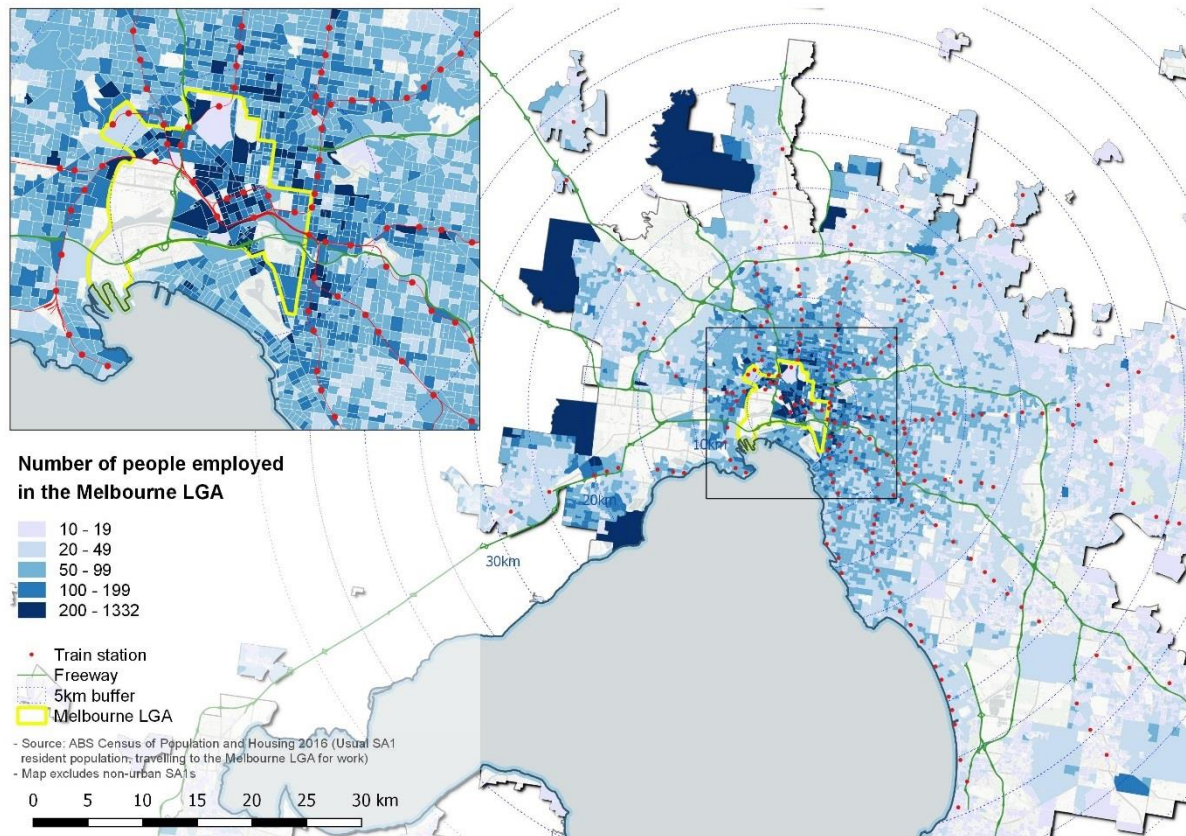 Number of people employed
in the Melbourne LGA
10 - 19
20 - 49
50 - 99
100 - 199
200 - 1332
Train station
Freeway
5km buffer
Melbourne LGA
- Source: ABS Census of Population and Housing 2016 (Usual SA1
resident population, travelling to the Melbourne LGA for work)
- Map excludes non-urban SA1s
0 5 10 15 20 25 30 km
10km
20km
30km